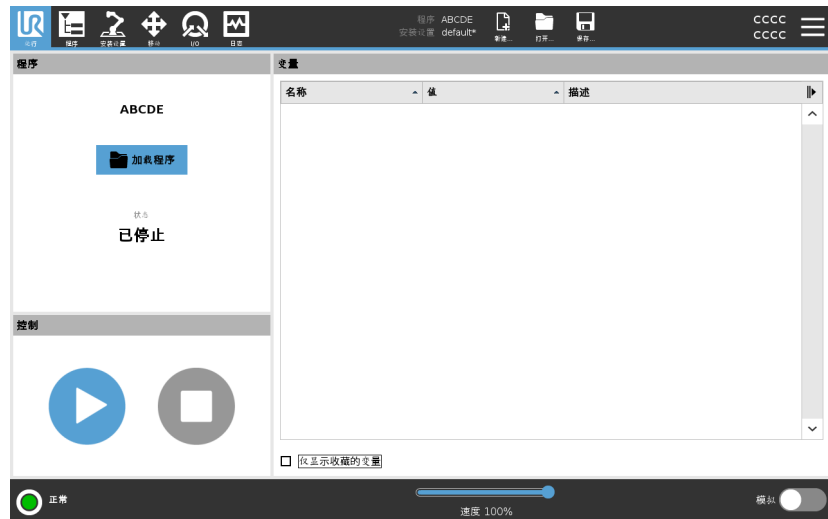 程序 ABCDE
安装设置 default*
CCCC
CCCC
运行
程序
安装设置
移动
I/O
日志
新建...
打开...
保存...
程序
变量
ABCDE
加载程序
状态
已停止
名称
值
描述
控制
仅显示收藏的变量
正常
速度 100%
模拟